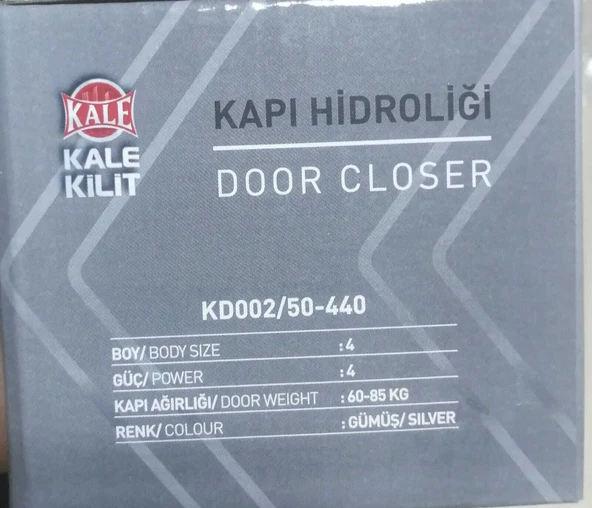 KALE
KALE
KİLİT
KAPI HİDROLİĞİ
DOOR CLOSER
KD002/50-440
BOY/ BODY SIZE : 4
GÜÇ/ POWER : 4
KAPI AĞIRLIĞI/ DOOR WEIGHT : 60-85 KG
RENK/ COLOUR : GÜMÜŞ/ SILVER